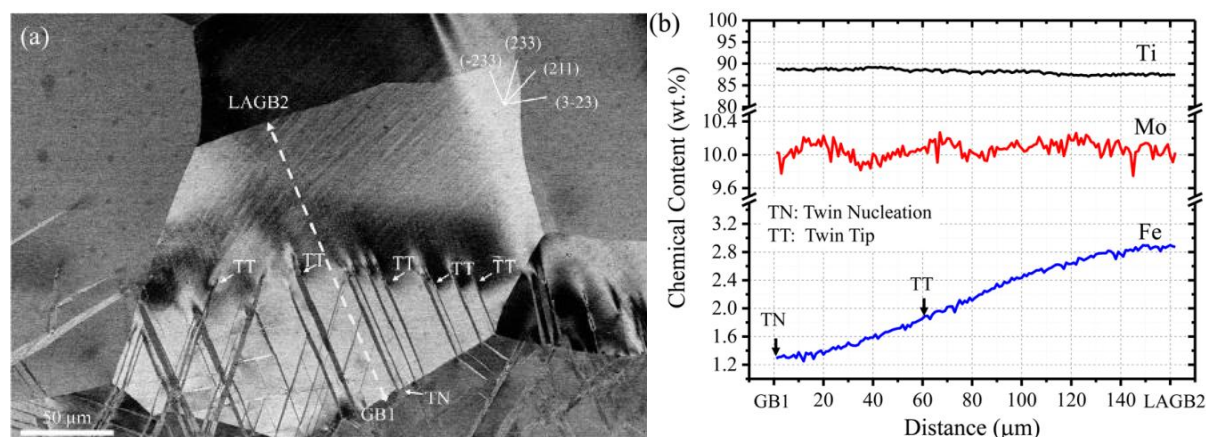 (a)
LAGB2
(-233)
(233)
(211)
(3-23)
TT
TT
TT
TT
TT
TN
GB1
50 μm
(b)
Chemical Content (wt.%)
100
95
90
85
80
10.4
10.0
9.6
2.8
2.4
2.0
1.6
1.2
Ti
Mo
Fe
TN: Twin Nucleation
TT: Twin Tip
TT
TN
GB1 20 40 60 80 100 120 140 LAGB2
Distance (μm)